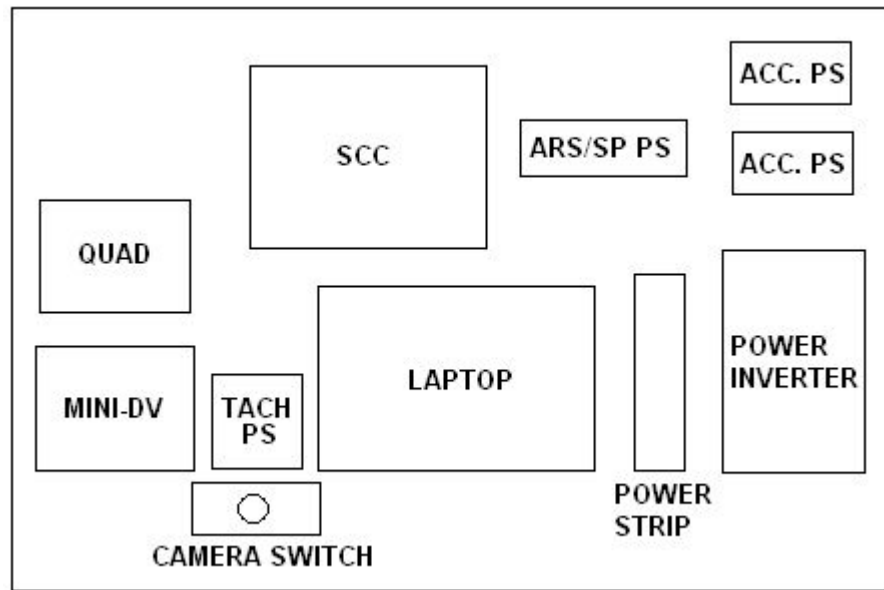 ACC. PS
SCC
ARS/SP PS
ACC. PS
QUAD
POWER
INVERTER
LAPTOP
MINI-DV
TACH
PS
POWER
STRIP
CAMERA SWITCH